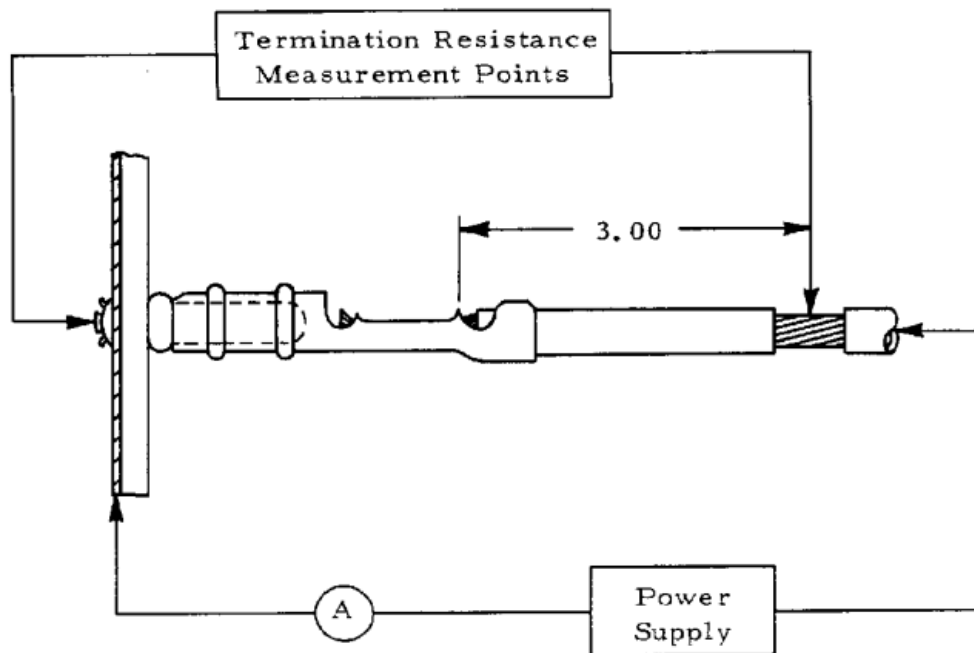 Termination Resistance
Measurement Points
3.00
A
Power
Supply